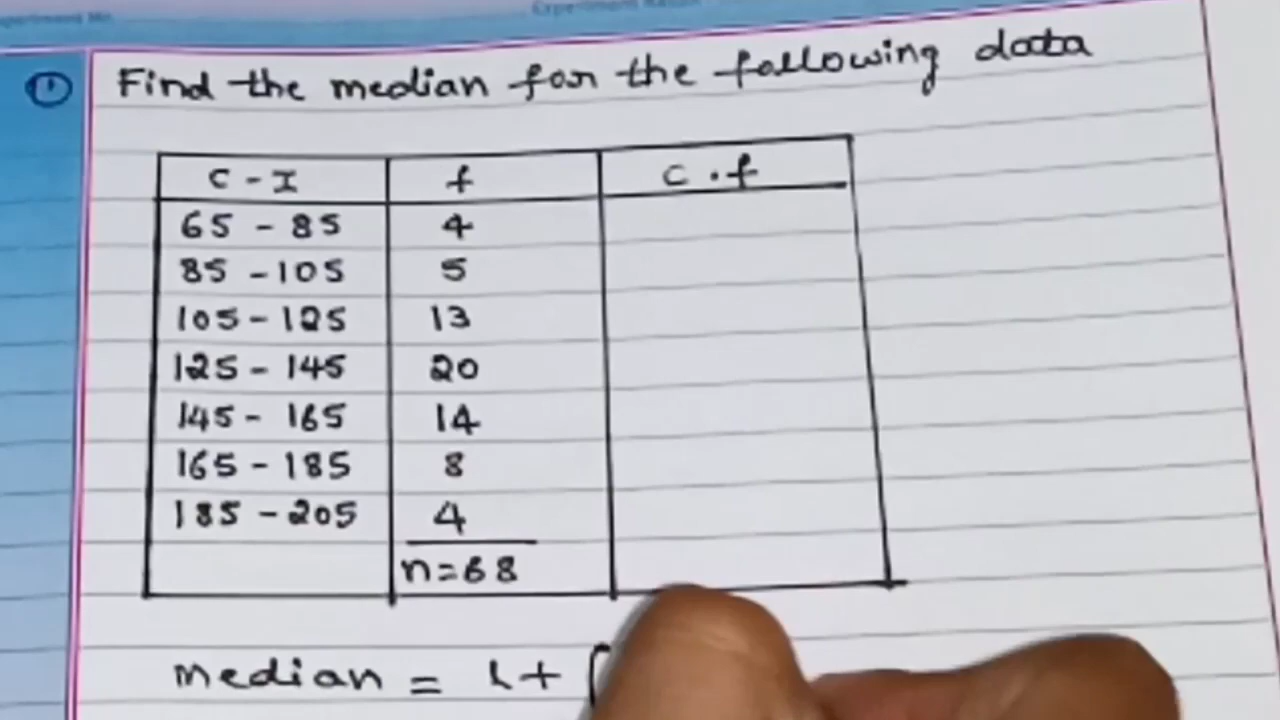 ① Find the median for the following data
C - I f C.f
65 - 85 4
85 - 105 5
105 - 125 13
125 - 145 20
145 - 165 14
165 - 185 8
185 - 205 4
n = 68
median = l + (